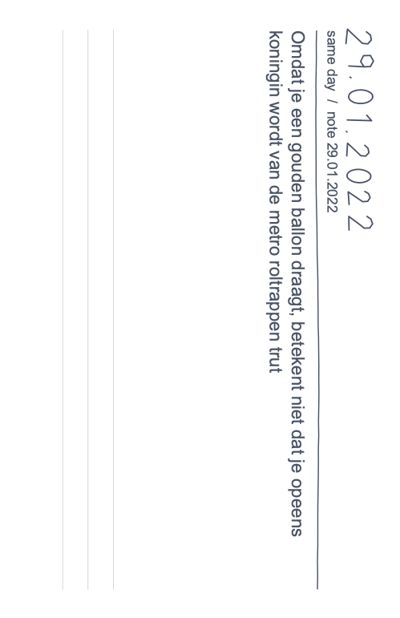 29.01.2022
same day / note 29.01.2022
Omdat je een gouden ballon draagt, betekent niet dat je opeens
koningin wordt van de metro roltrappen trut